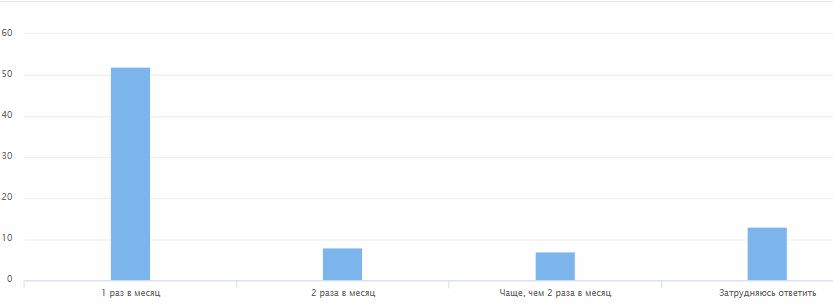 60
50
40
30
20
10
0
1 раз в месяц
2 раза в месяц
Чаще, чем 2 раза в месяц
Затрудняюсь ответить